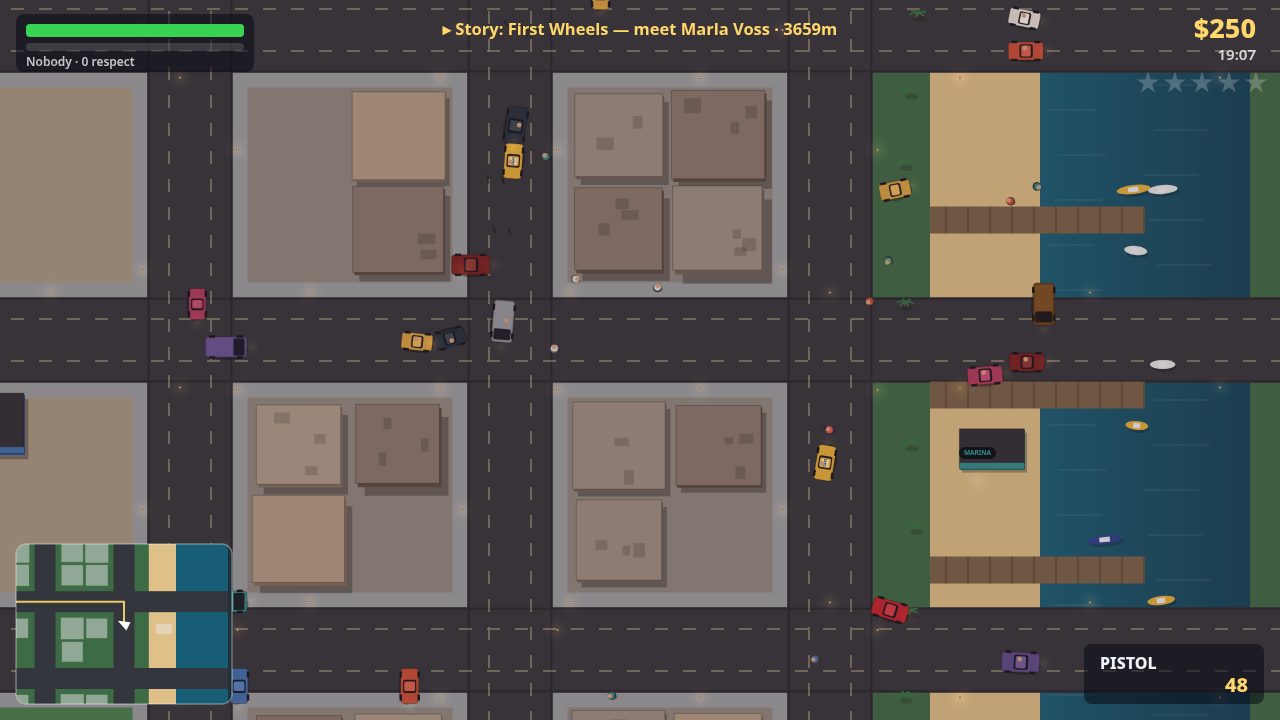 ▸ Story: First Wheels — meet Marla Voss · 3659m
$250
19:07
Nobody · 0 respect
MARINA
PISTOL
48